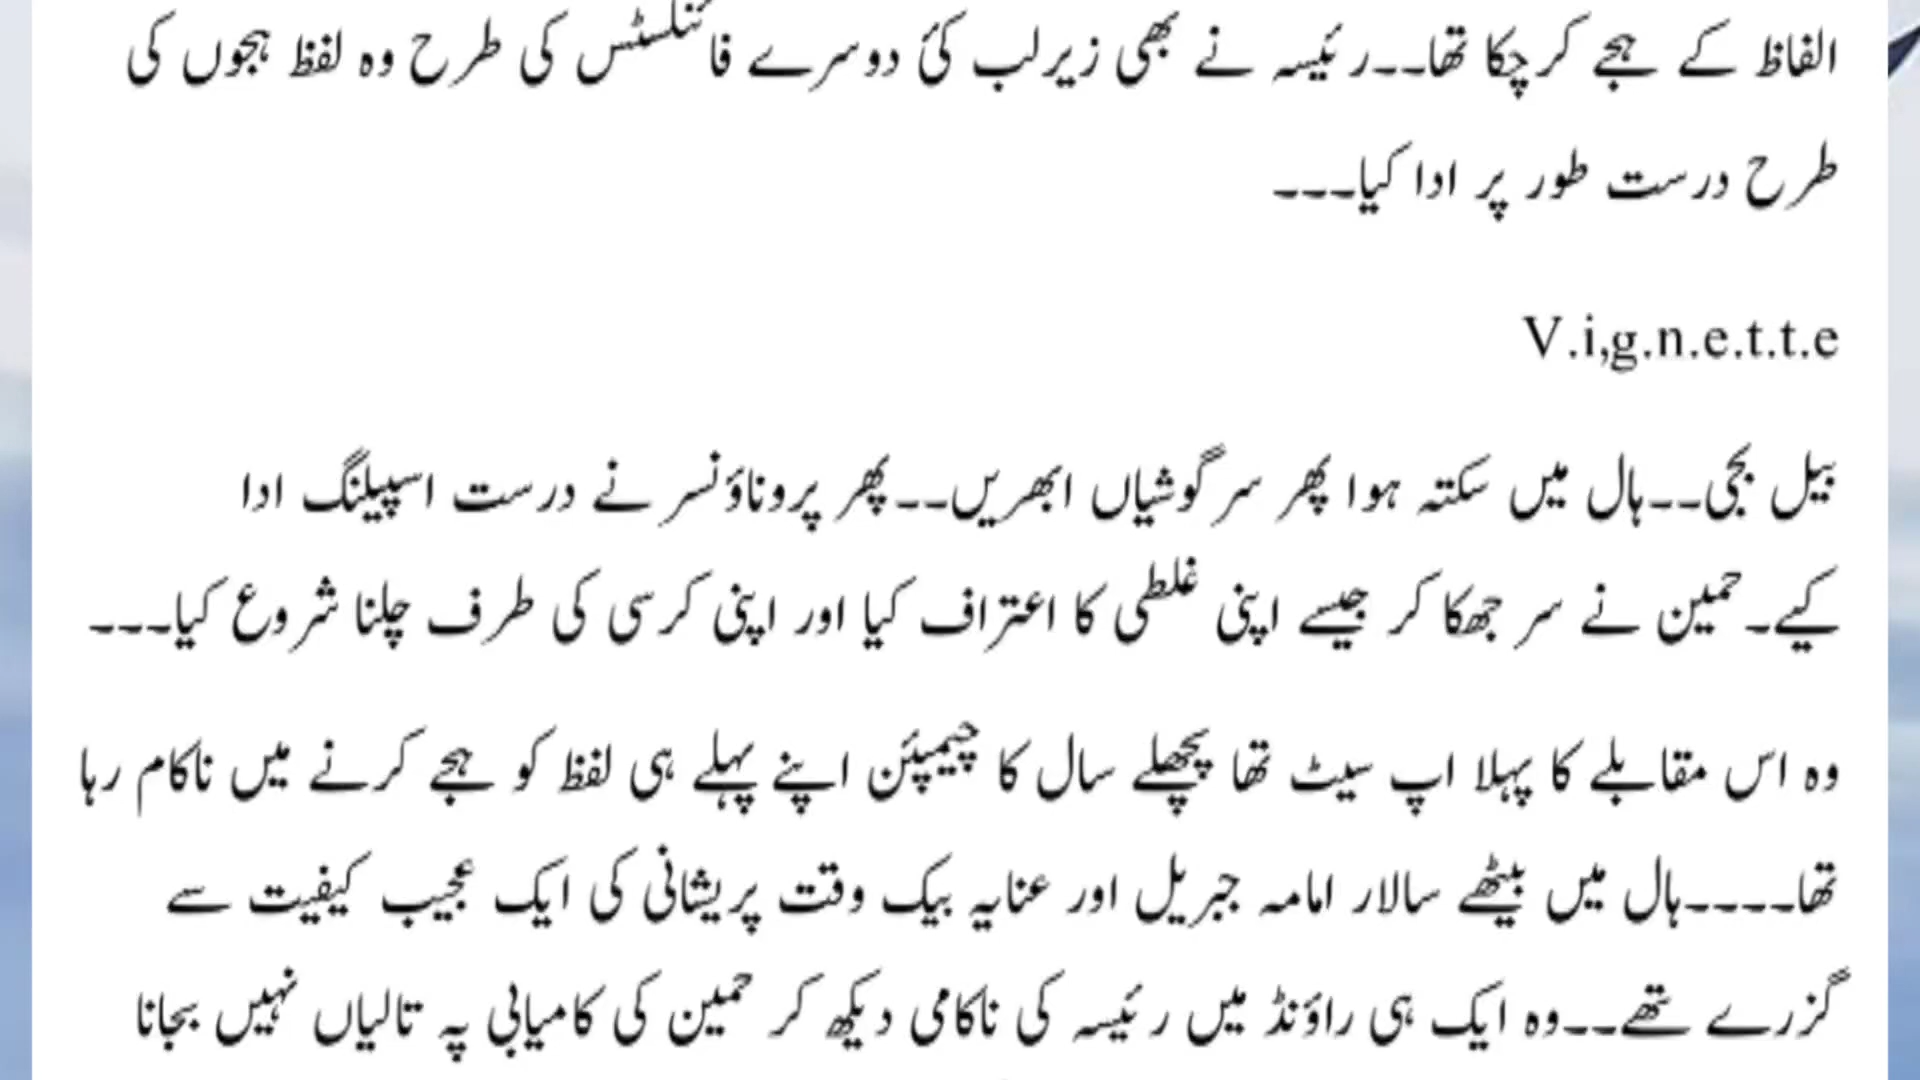 الفاظ کے ہجے کر چکا تھا۔۔رئیسہ نے بھی زیر لب کئ دوسرے فائنلسٹس کی طرح وہ لفظ ہجوں کی
طرح درست طور پر ادا کیا۔۔۔
V.i,g.n.e.t.t.e
بیل بجی۔۔ہال میں سکتہ ہوا پھر سرگوشیاں ابھریں۔۔پھر پروناؤنسر نے درست اسپیلنگ ادا
کیے۔حمین نے سر جھکا کر جیسے اپنی غلطی کا اعتراف کیا اور اپنی کرسی کی طرف چلنا شروع کیا۔۔۔
وہ اس مقابلے کا پہلا اپ سیٹ تھا پچھلے سال کا چیمپئن اپنے پہلے ہی لفظ کو ہجے کرنے میں ناکام رہا
تھا۔۔۔۔ہال میں بیٹھے سالار امامہ جبریل اور عنایہ بیک وقت پریشانی کی ایک عجیب کیفیت سے
گزرے تھے۔۔وہ ایک ہی راؤنڈ میں رئیسہ کی ناکامی دیکھ کر حمین کی کامیابی پہ تالیاں نہیں بجانا